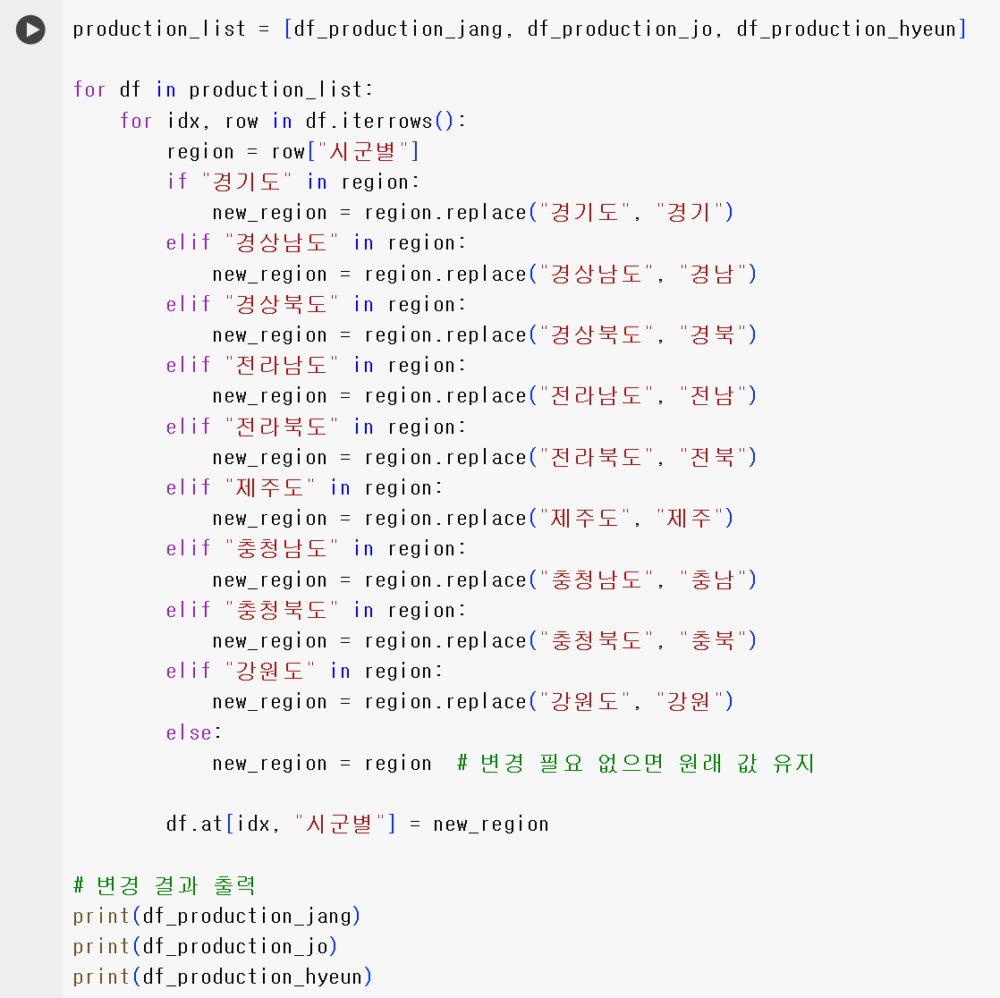 production_list = [df_production_jang, df_production_jo, df_production_hyeun]
for df in production_list:
    for idx, row in df.iterrows():
        region = row["시군별"]
        if "경기도" in region:
            new_region = region.replace("경기도", "경기")
        elif "경상남도" in region:
            new_region = region.replace("경상남도", "경남")
        elif "경상북도" in region:
            new_region = region.replace("경상북도", "경북")
        elif "전라남도" in region:
            new_region = region.replace("전라남도", "전남")
        elif "전라북도" in region:
            new_region = region.replace("전라북도", "전북")
        elif "제주도" in region:
            new_region = region.replace("제주도", "제주")
        elif "충청남도" in region:
            new_region = region.replace("충청남도", "충남")
        elif "충청북도" in region:
            new_region = region.replace("충청북도", "충북")
        elif "강원도" in region:
            new_region = region.replace("강원도", "강원")
        else:
            new_region = region  # 변경 필요 없으면 원래 값 유지
        df.at[idx, "시군별"] = new_region
# 변경 결과 출력
print(df_production_jang)
print(df_production_jo)
print(df_production_hyeun)